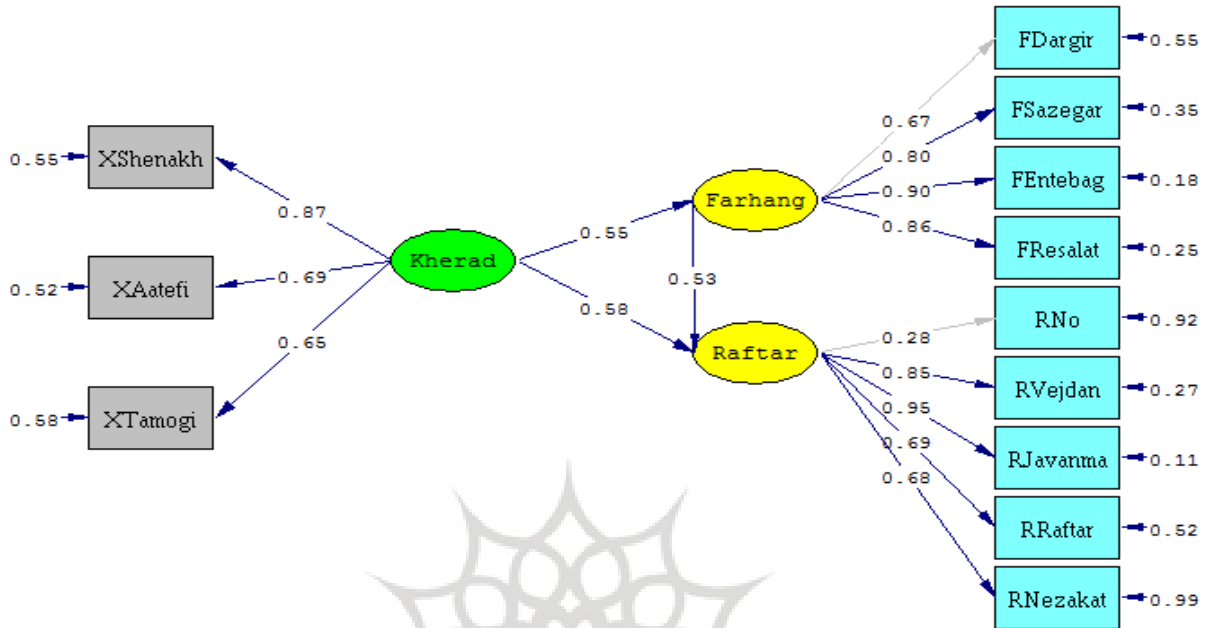 FDargir
0.55
0.67
FSazegar
0.35
0.80
XShenakh
0.55
0.87
FEntebag
0.18
0.90
Farhang
0.55
0.86
FResalat
0.25
Kherad
0.69
XAatefi
0.52
0.53
0.58
RNo
0.92
0.28
0.65
Raftar
0.85
RVejdan
0.27
0.95
XTamogi
0.58
0.69
RJavanma
0.11
0.68
RRaftar
0.52
RNezakat
0.99